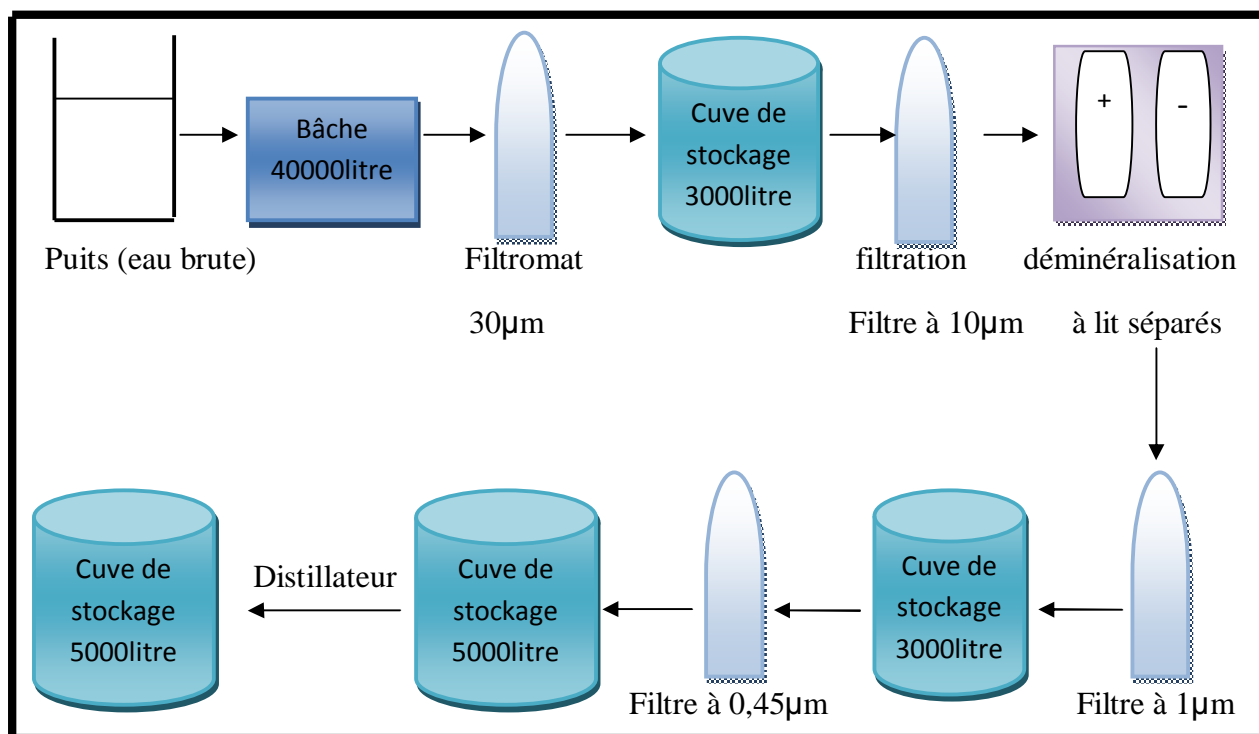 Bâche
40000litre
Cuve de
stockage
3000litre
+
-
Puits (eau brute)
Filtromat
30µm
filtration
Filtre à 10µm
déminéralisation
à lit séparés
Cuve de
stockage
5000litre
Distillateur
Cuve de
stockage
5000litre
Filtre à 0,45µm
Cuve de
stockage
3000litre
Filtre à 1µm